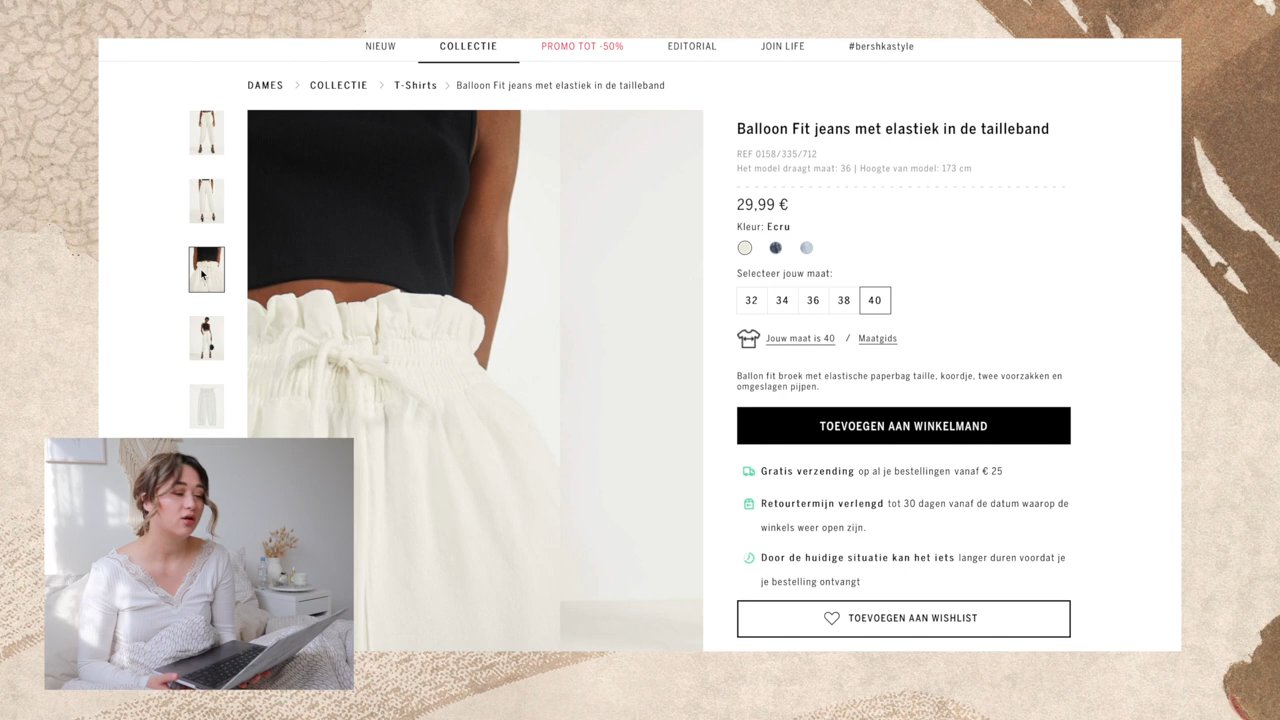 NIEUW COLLECTIE PROMO TOT -50% EDITORIAL JOIN LIFE #bershkastyle
DAMES > COLLECTIE > T-Shirts > Balloon Fit jeans met elastiek in de tailleband
Balloon Fit jeans met elastiek in de tailleband
REF 0158/335/712
Het model draagt maat: 36 | Hoogte van model: 173 cm
29,99 €
Kleur: Ecru
Selecteer jouw maat:
32 34 36 38 40
Jouw maat is 40 / Maatgids
Ballon fit broek met elastische paperbag taille, koordje, twee voorzakken en
omgeslagen pijpen.
TOEVOEGEN AAN WINKELMAND
Gratis verzending op al je bestellingen vanaf € 25
Retourtermijn verlengd tot 30 dagen vanaf de datum waarop de
winkels weer open zijn.
Door de huidige situatie kan het iets langer duren voordat je
je bestelling ontvangt
TOEVOEGEN AAN WISHLIST